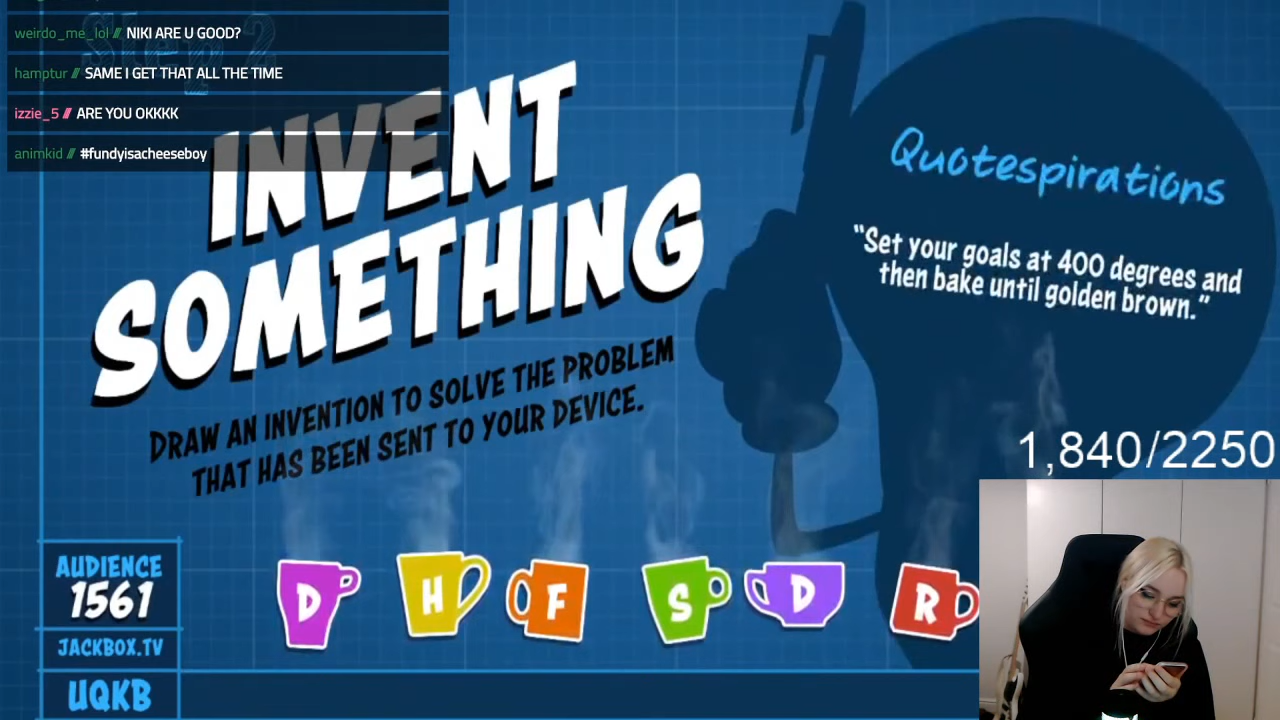 weirdo_me_lol // NIKI ARE U GOOD?
Step 2
hamptur // SAME I GET THAT ALL THE TIME
izzie_5 // ARE YOU OKKKK
animkid // #fundyisacheeseboy
INVENT
SOMETHING
DRAW AN INVENTION TO SOLVE THE PROBLEM
THAT HAS BEEN SENT TO YOUR DEVICE.
Quotespirations
"Set your goals at 400 degrees and
then bake until golden brown."
1,840/2250
D H F S D R
AUDIENCE
1561
JACKBOX.TV
UQKB